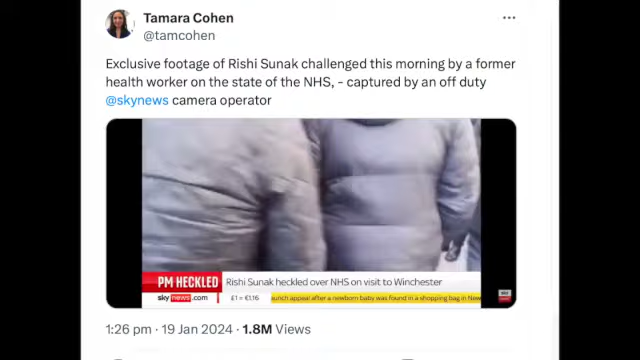 Tamara Cohen
@tamcohen
Exclusive footage of Rishi Sunak challenged this morning by a former
health worker on the state of the NHS, - captured by an off duty
@skynews camera operator
PM HECKLED Rishi Sunak heckled over NHS on visit to Winchester
sky news.com £1 = €1.16 aunch appeal after a newborn baby was found in a shopping bag in New
1:26 pm · 19 Jan 2024 · 1.8M Views